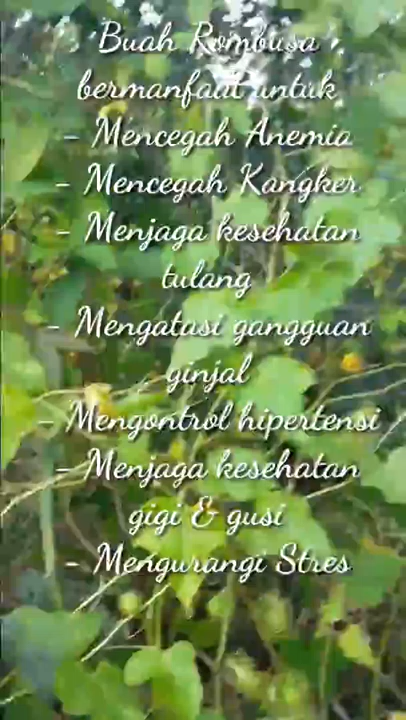 Buah Rombusa
bermanfaat untuk
- Mencegah Anemia
- Mencegah Kangker
- Menjaga kesehatan
tulang
- Mengatasi gangguan
ginjal
- Mengontrol hipertensi
- Menjaga kesehatan
gigi & gusi
- Mengurangi Stres